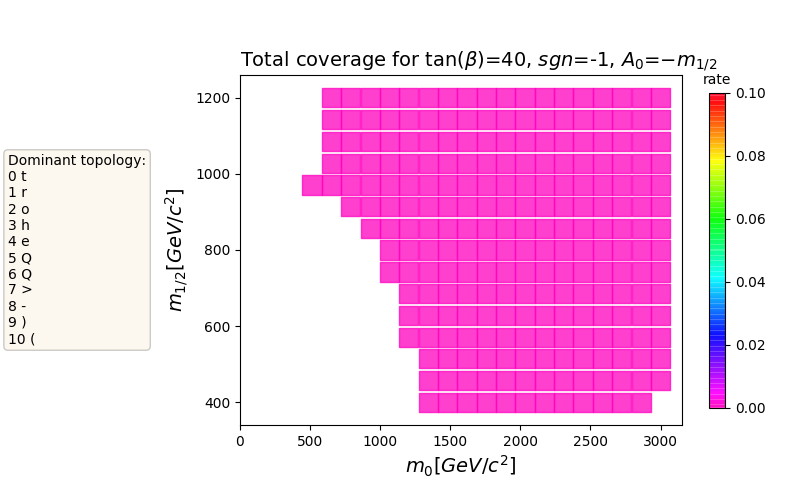 Total coverage for tan(β)=40, sgn=-1, A₀=−m₁/₂
rate
Dominant topology:
0 t
1 r
2 o
3 h
4 e
5 Q
6 Q
7 >
8 -
9 )
10 (
m₁/₂[GeV/c²]
1200
1000
800
600
400
0 500 1000 1500 2000 2500 3000
m₀[GeV/c²]
0.10
0.08
0.06
0.04
0.02
0.00